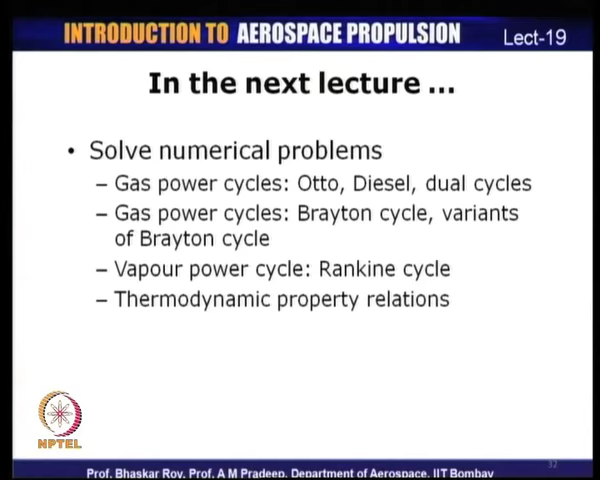 INTRODUCTION TO AEROSPACE PROPULSION Lect-19
In the next lecture ...
• Solve numerical problems
– Gas power cycles: Otto, Diesel, dual cycles
– Gas power cycles: Brayton cycle, variants
of Brayton cycle
– Vapour power cycle: Rankine cycle
– Thermodynamic property relations
NPTEL
32
Prof. Bhaskar Roy, Prof. A M Pradeep, Department of Aerospace, IIT Bombay